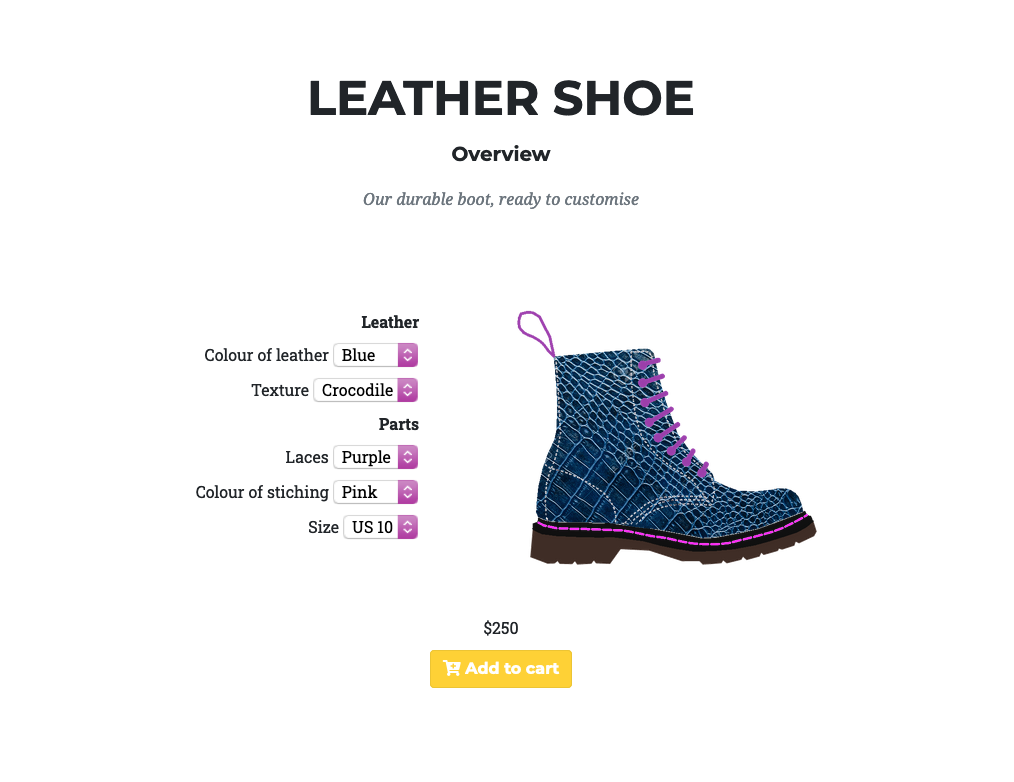 LEATHER SHOE
Overview
Our durable boot, ready to customise
Leather
Colour of leather Blue
Texture Crocodile
Parts
Laces Purple
Colour of stiching Pink
Size US 10
$250
Add to cart